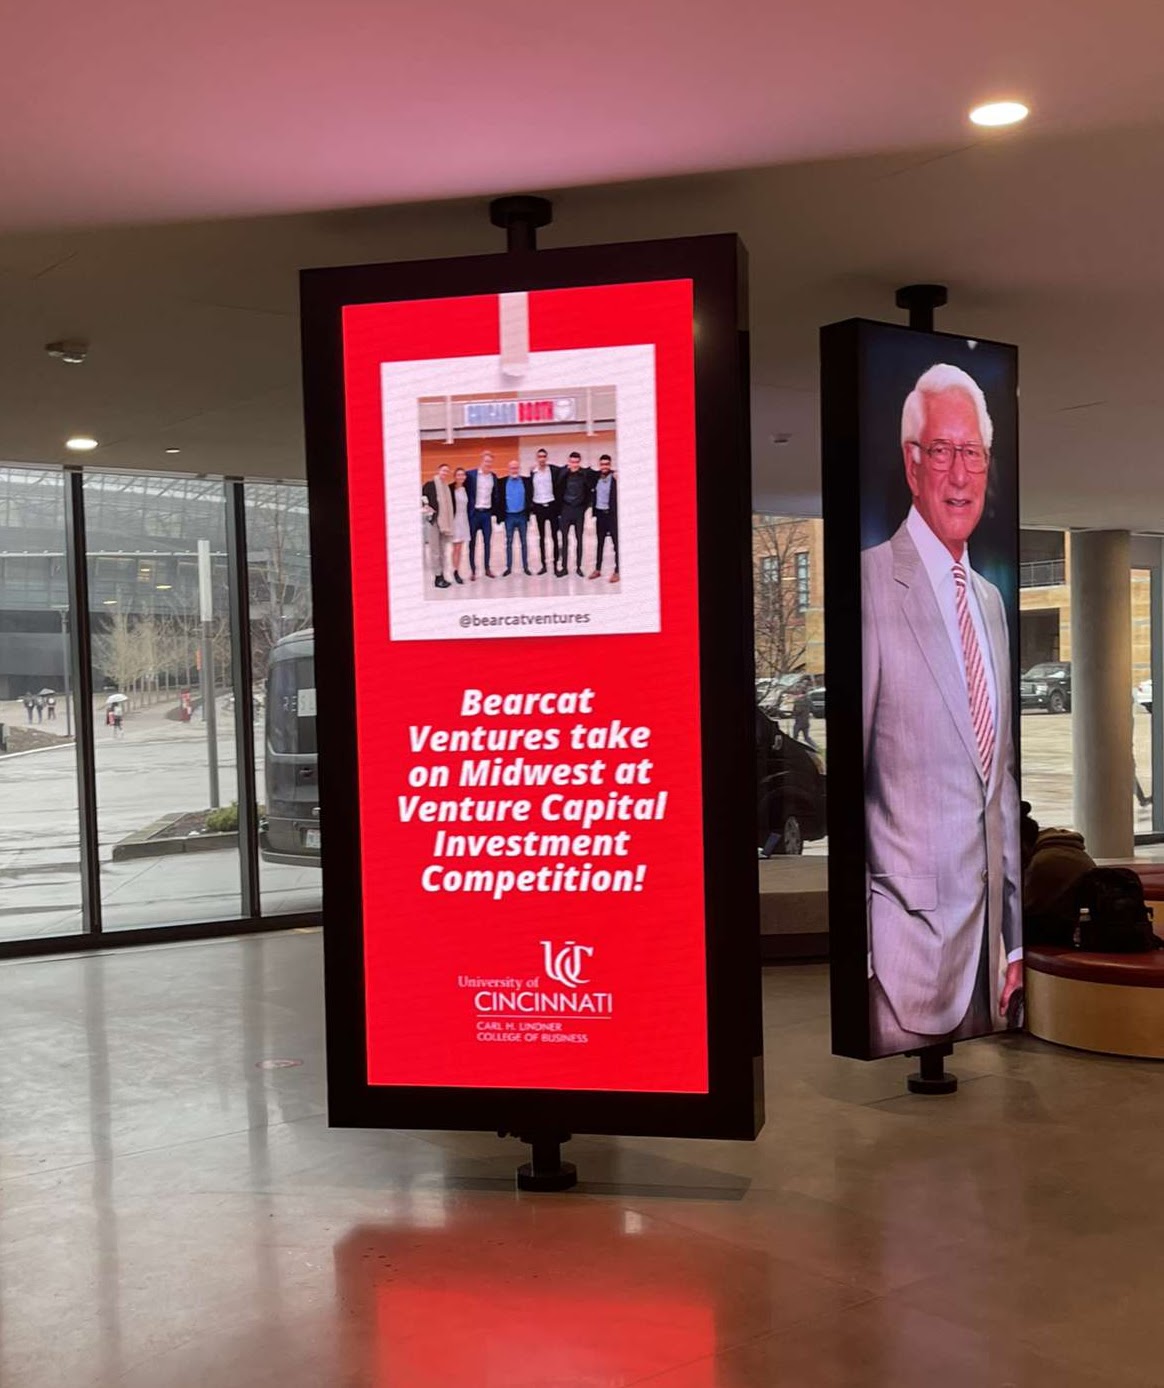 CHICAGO BOOTH
@bearcatventures
Bearcat
Ventures take
on Midwest at
Venture Capital
Investment
Competition!
UC
University of
CINCINNATI
CARL H. LINDNER
COLLEGE OF BUSINESS